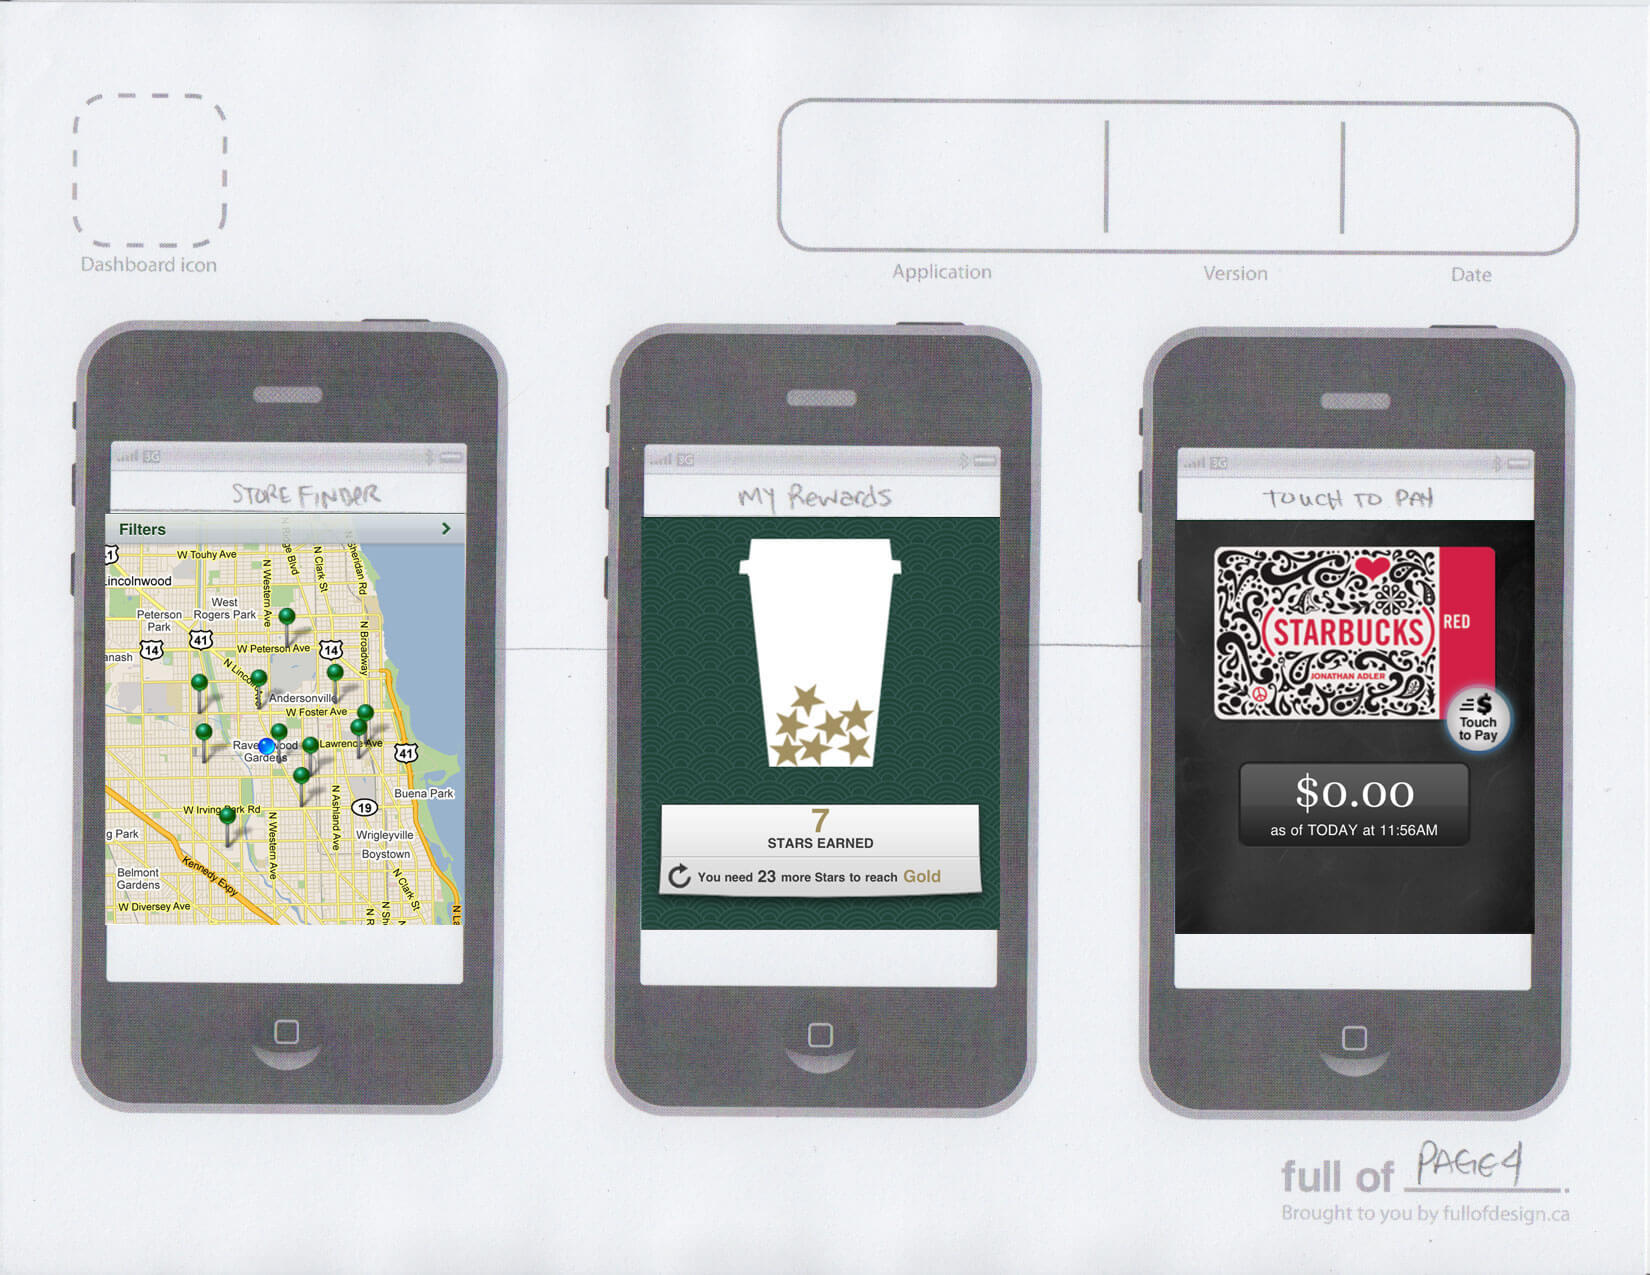 Dashboard icon
Application
Version
Date
3G
STORE FINDER
Filters
W Touhy Ave
N Ridge Blvd
N Clark St
Sheridan Rd
Lincolnwood
N Western Ave
West
Rogers Park
Peterson
Park
41
14
W Peterson Ave
14
N Broadway
Andersonville
W Foster Ave
Lawrence Ave
Gardens
41
Buena Park
W Irving Park Rd
19
N Western Ave
N Ashland Ave
g Park
Wrigleyville
Boystown
Belmont
Gardens
Kennedy Expy
N Clark St
W Diversey Ave
3G
My Rewards
7
STARS EARNED
You need 23 more Stars to reach Gold
3G
TOUCH TO PAY
(STARBUCKS)
RED
JONATHAN ADLER
$
Touch
to Pay
$0.00
as of TODAY at 11:56AM
full of PAGE 4.
Brought to you by fullofdesign.ca